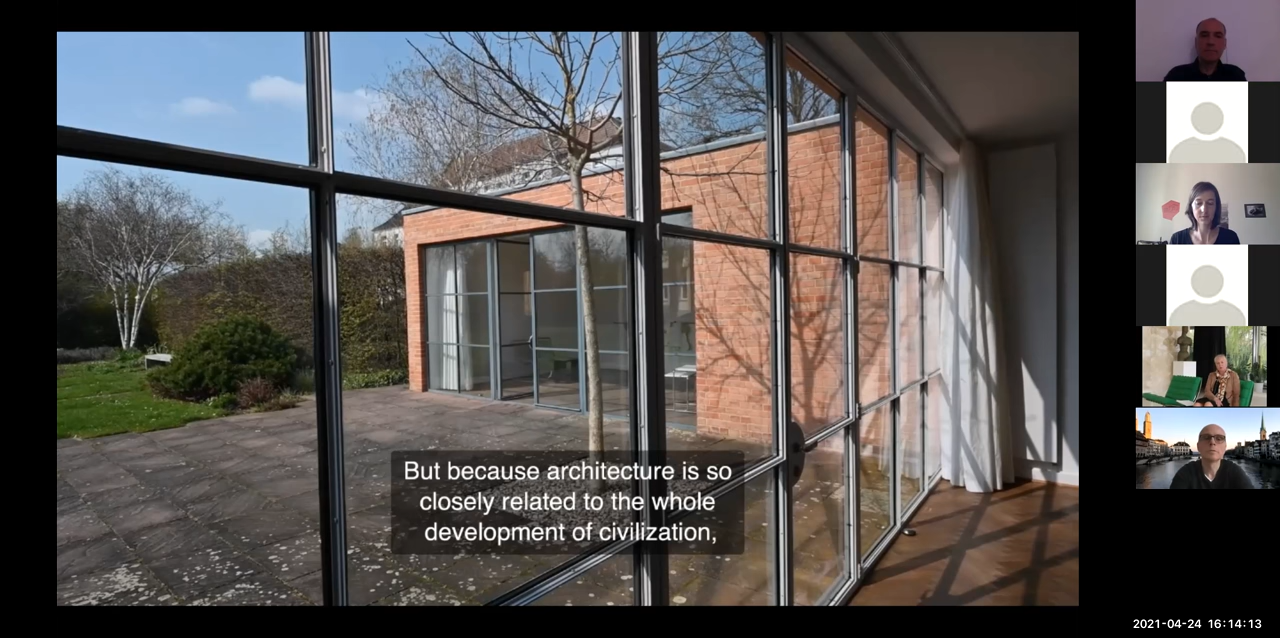 But because architecture is so
closely related to the whole
development of civilization,
2021-04-24 16:14:13